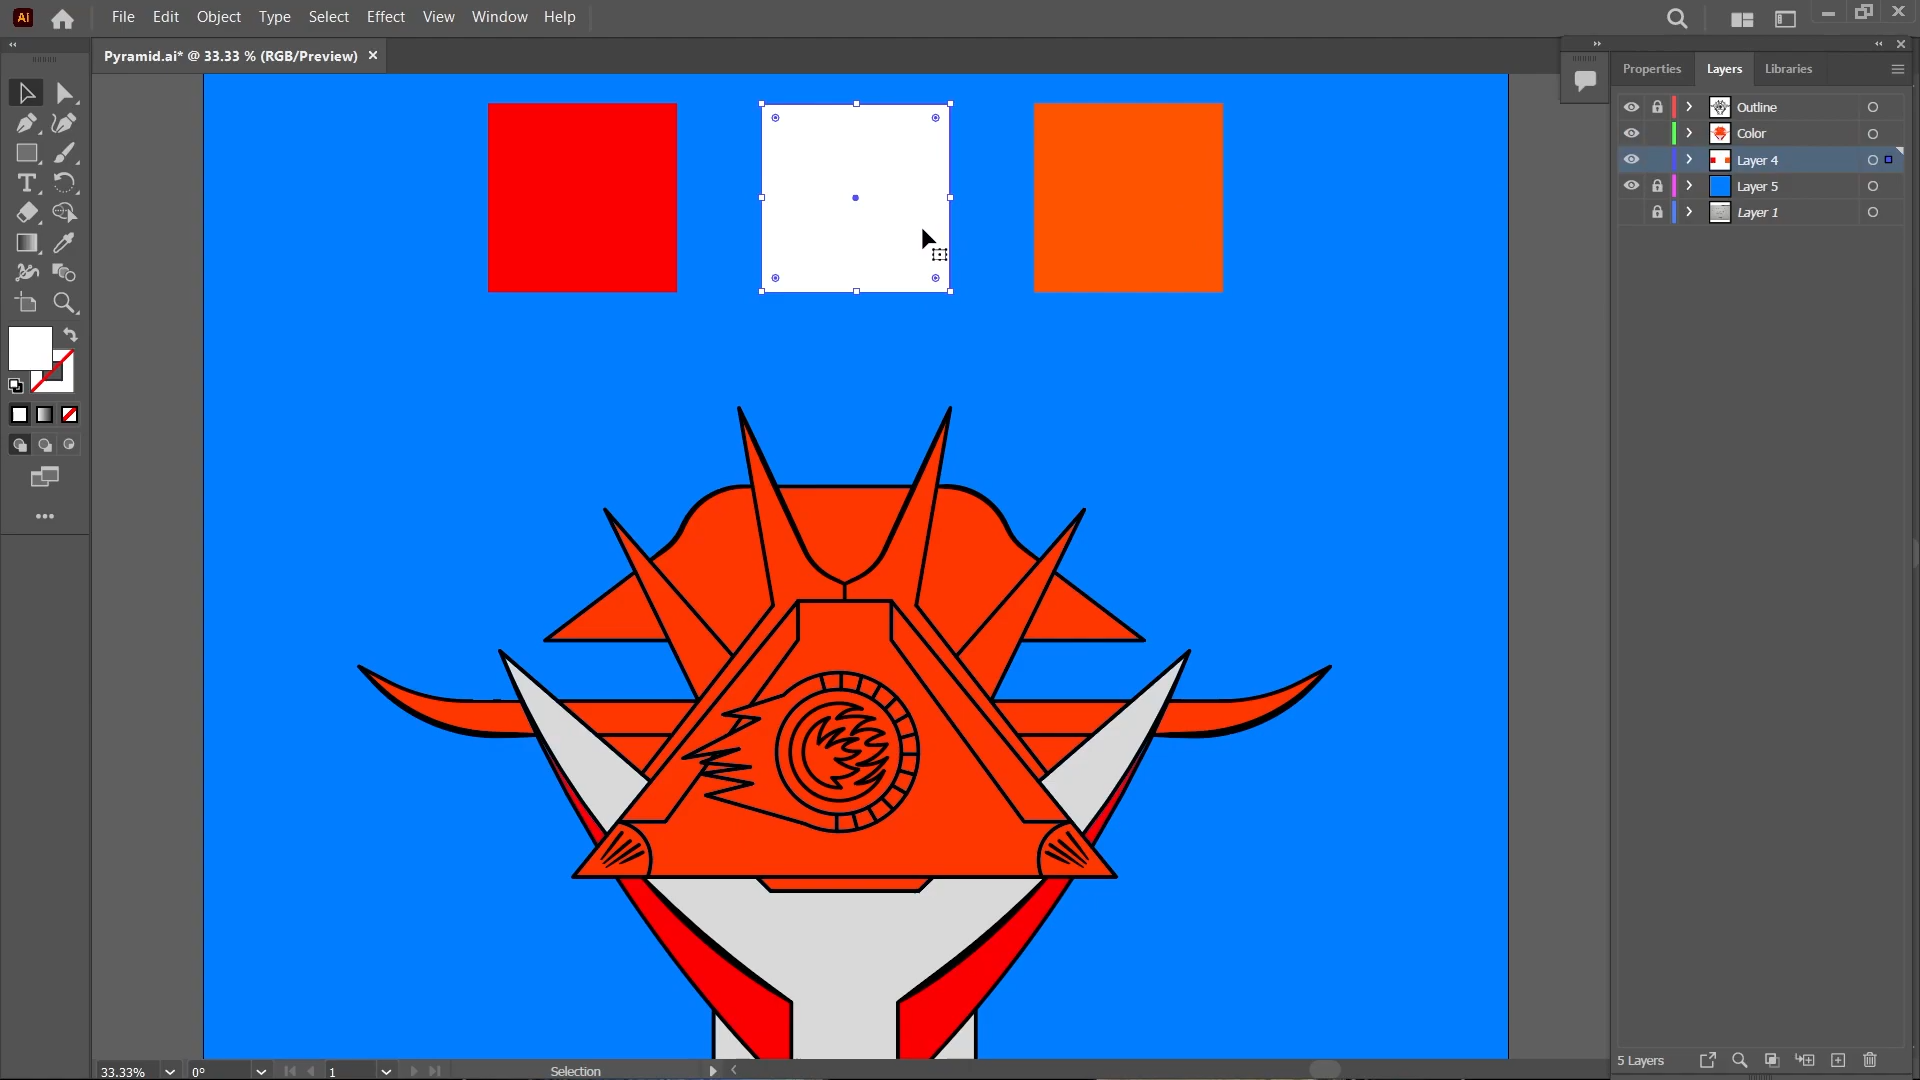 Ai File Edit Object Type Select Effect View Window Help
Pyramid.ai* @ 33.33 % (RGB/Preview)
Properties Layers Libraries
Outline
Color
Layer 4
Layer 5
Layer 1
5 Layers
33.33% 0° 1 Selection